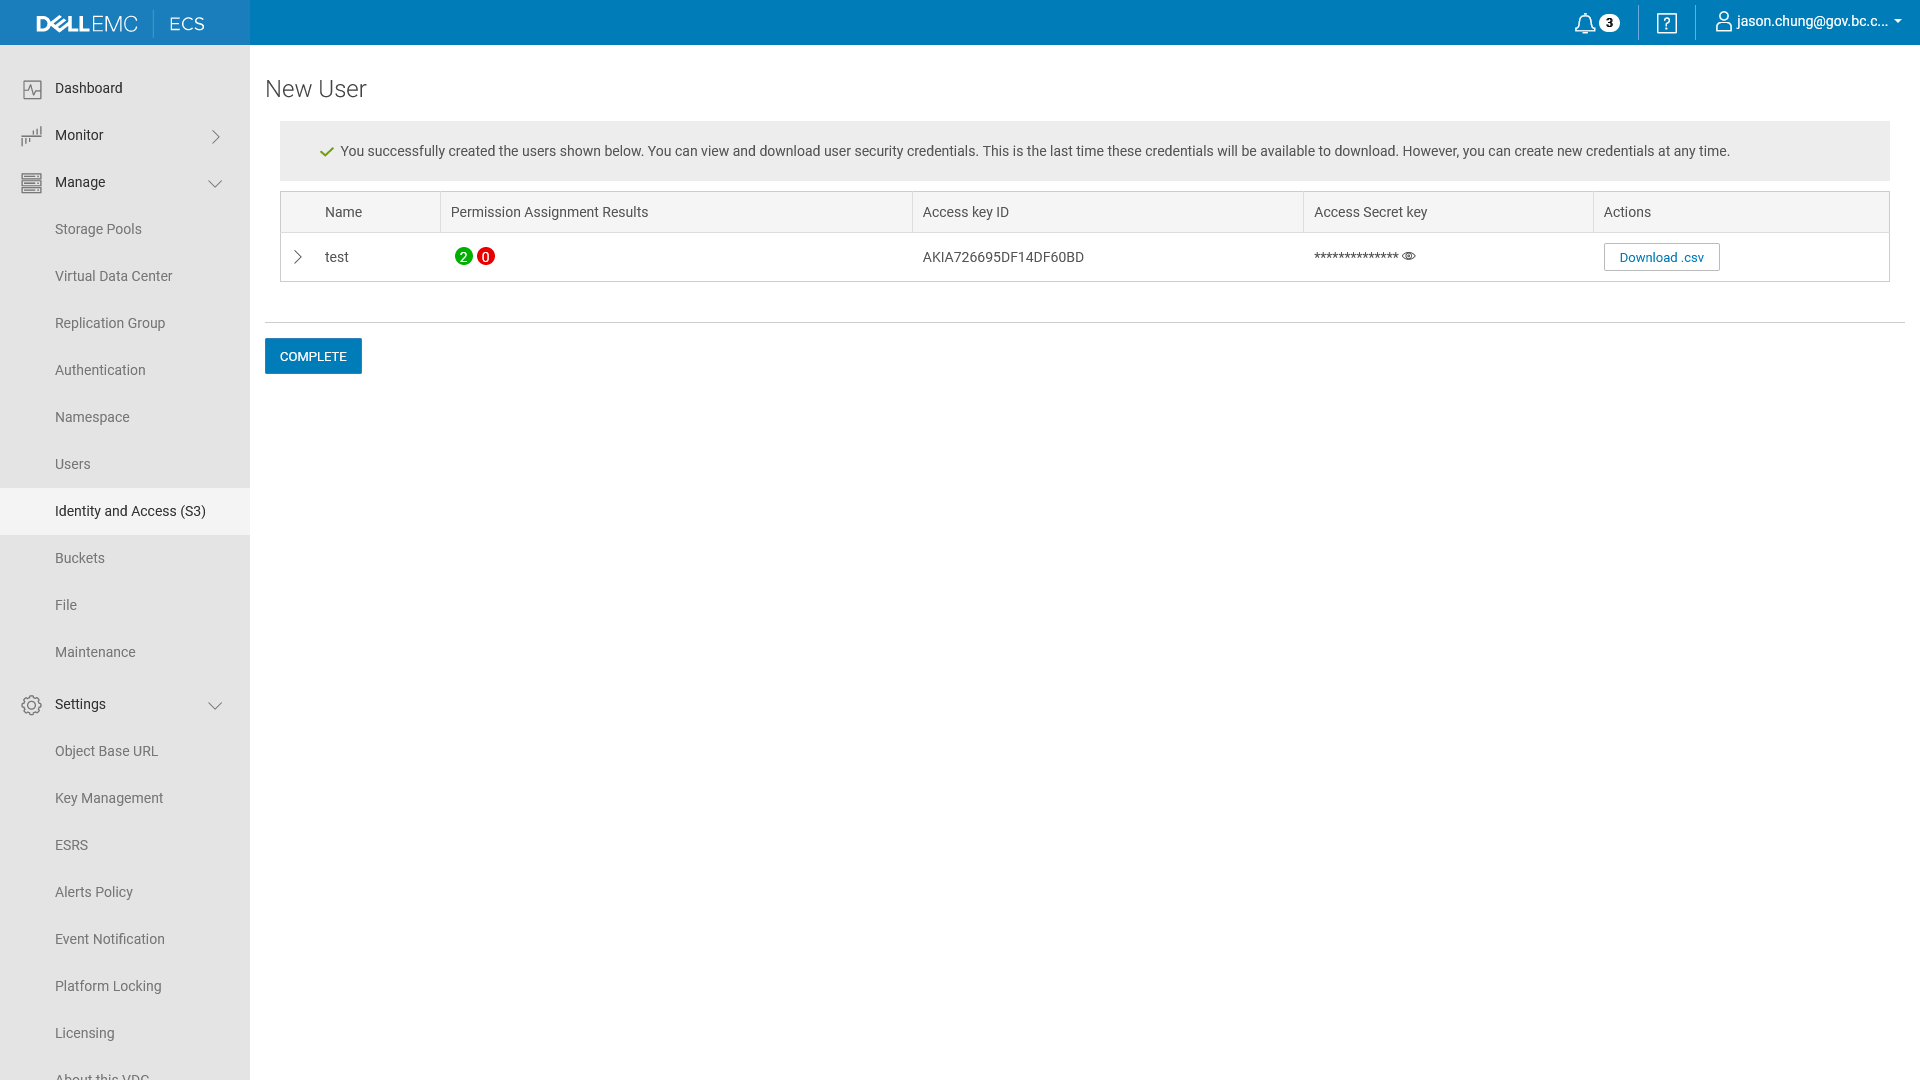 DELLEMC ECS
3
?
jason.chung@gov.bc.c...
Dashboard
Monitor
Manage
Storage Pools
Virtual Data Center
Replication Group
Authentication
Namespace
Users
Identity and Access (S3)
Buckets
File
Maintenance
Settings
Object Base URL
Key Management
ESRS
Alerts Policy
Event Notification
Platform Locking
Licensing
About this VDC
New User
You successfully created the users shown below. You can view and download user security credentials. This is the last time these credentials will be available to download. However, you can create new credentials at any time.
Name Permission Assignment Results Access key ID Access Secret key Actions
test 2 0 AKIA726695DF14DF60BD ************** Download .csv
COMPLETE